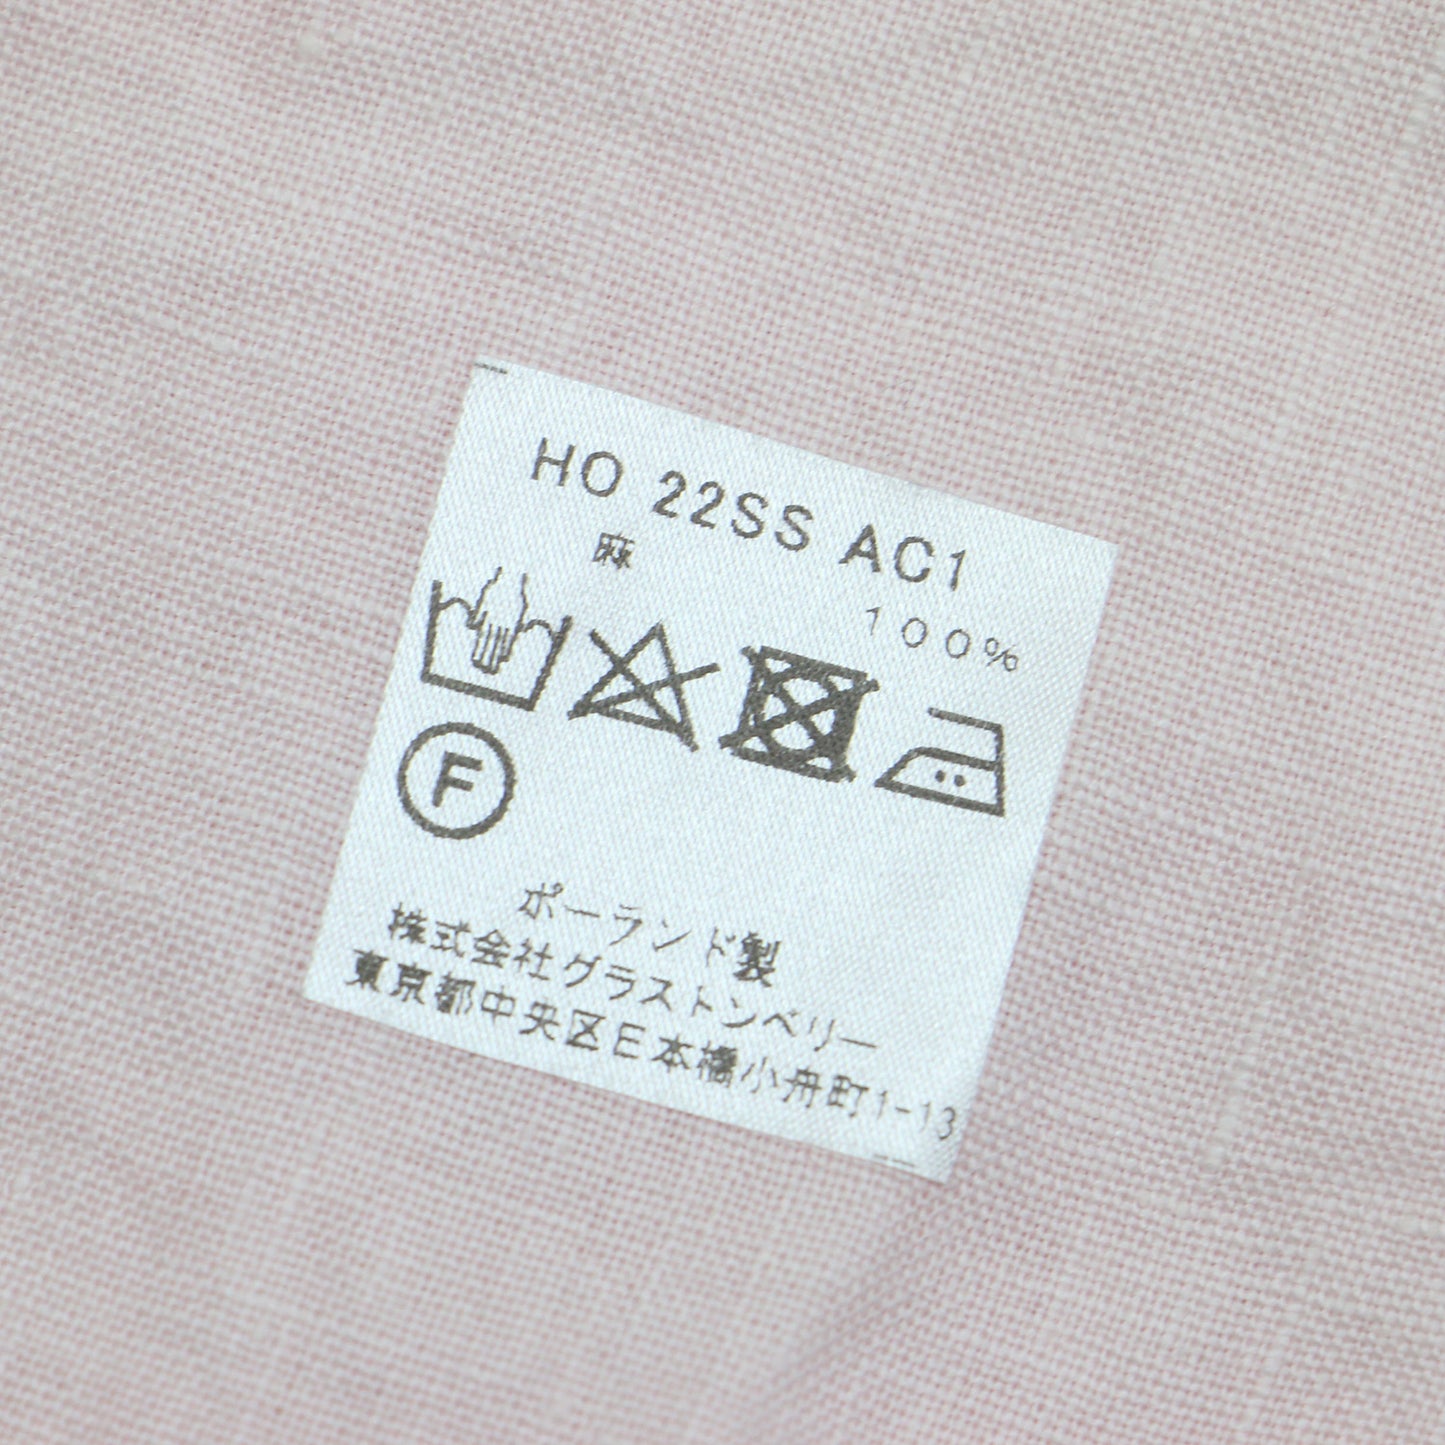 HO 22SS AC1
麻
100%
F
ポーランド製
株式会社グラストンベリー
東京都中央区日本橋小舟町1-13